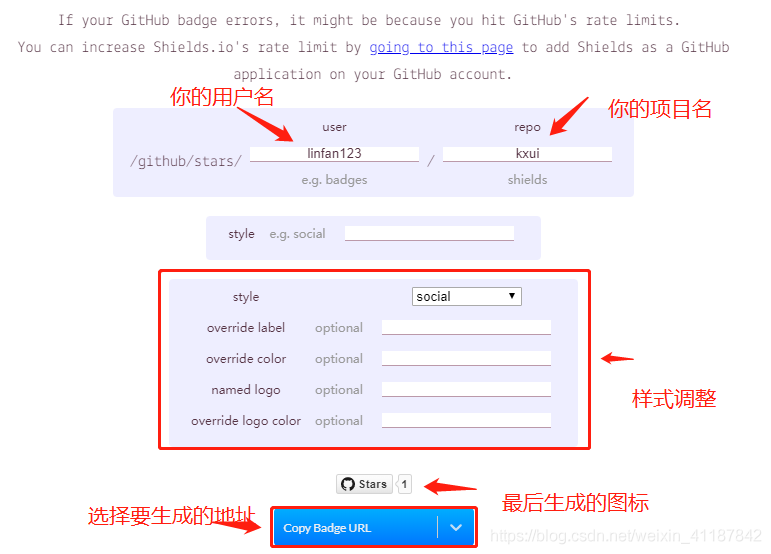 If your GitHub badge errors, it might be because you hit GitHub's rate limits.
You can increase Shields.io's rate limit by going to this page to add Shields as a GitHub
application on your GitHub account.
你的用户名
你的项目名
user repo
/github/stars/ linfan123 / kxui
e.g. badges shields
style e.g. social
style social
override label optional
override color optional
named logo optional
override logo color optional
样式调整
Stars 1
最后生成的图标
选择要生成的地址
Copy Badge URL
https://blog.csdn.net/weixin_41187842